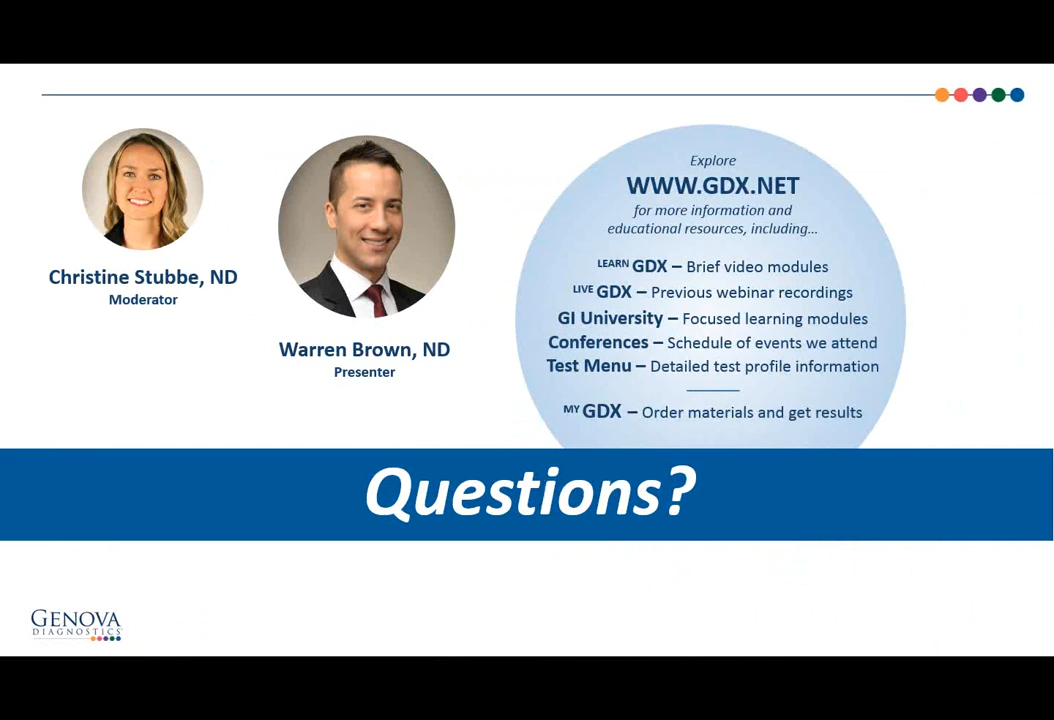 Christine Stubbe, ND
Moderator
Warren Brown, ND
Presenter
Explore
WWW.GDX.NET
for more information and
educational resources, including...
LEARN GDX – Brief video modules
LIVE GDX – Previous webinar recordings
GI University – Focused learning modules
Conferences – Schedule of events we attend
Test Menu – Detailed test profile information
MY GDX – Order materials and get results
Questions?
GENOVA
DIAGNOSTICS